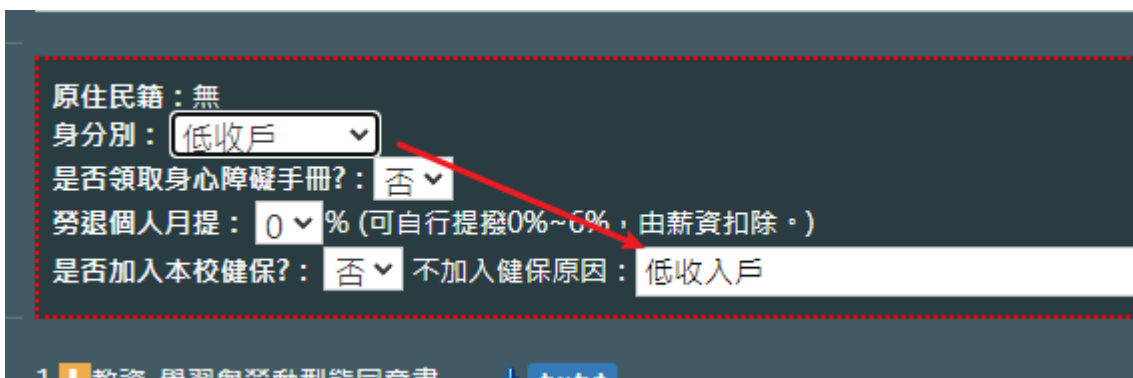 原住民籍：無
身分別： 低收戶
是否領取身心障礙手冊?： 否
勞退個人月提： 0 % (可自行提撥0%~6%，由薪資扣除。)
是否加入本校健保?： 否 不加入健保原因： 低收入戶